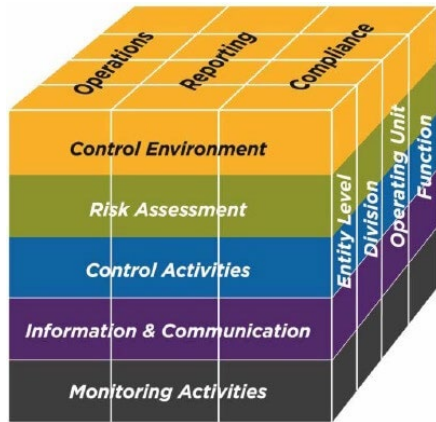 Operations
Reporting
Compliance
Control Environment
Risk Assessment
Control Activities
Information & Communication
Monitoring Activities
Entity Level
Division
Operating Unit
Function